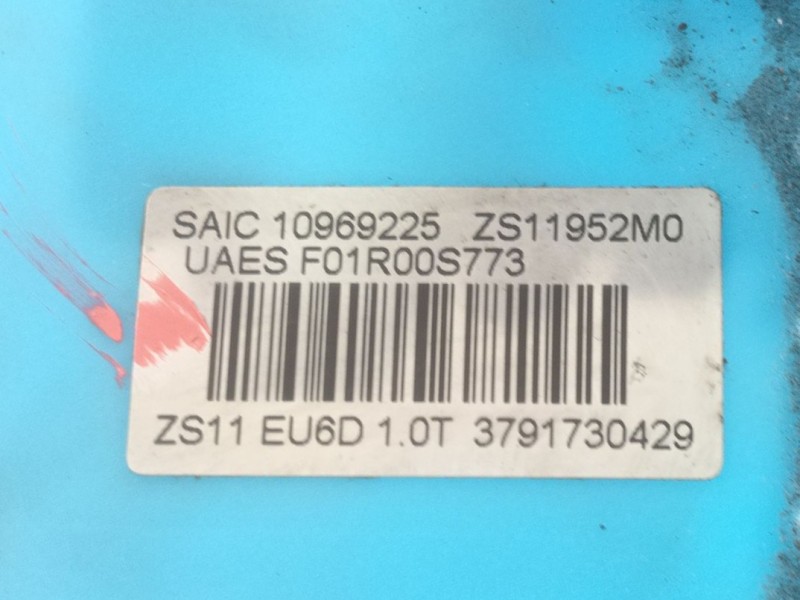 SAIC 10969225 ZS11952M0
UAES F01R00S773
ZS11 EU6D 1.0T 3791730429